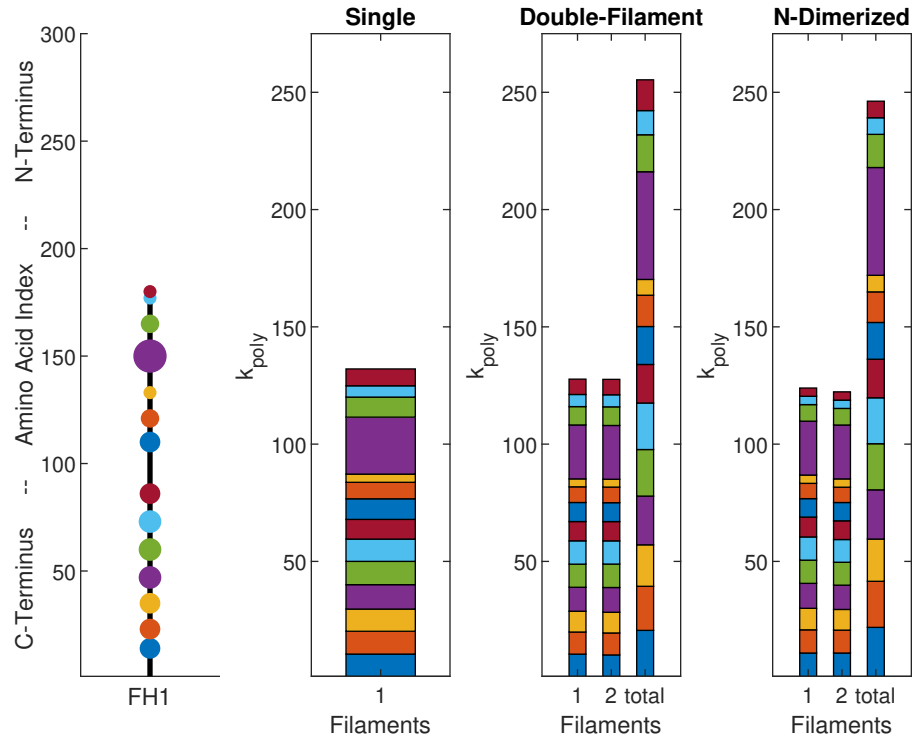 Single
Double-Filament
N-Dimerized
C-Terminus -- Amino Acid Index -- N-Terminus
300
250
200
150
100
50
FH1
k_poly
250
200
150
100
50
1
Filaments
k_poly
250
200
150
100
50
1 2 total
Filaments
k_poly
250
200
150
100
50
1 2 total
Filaments